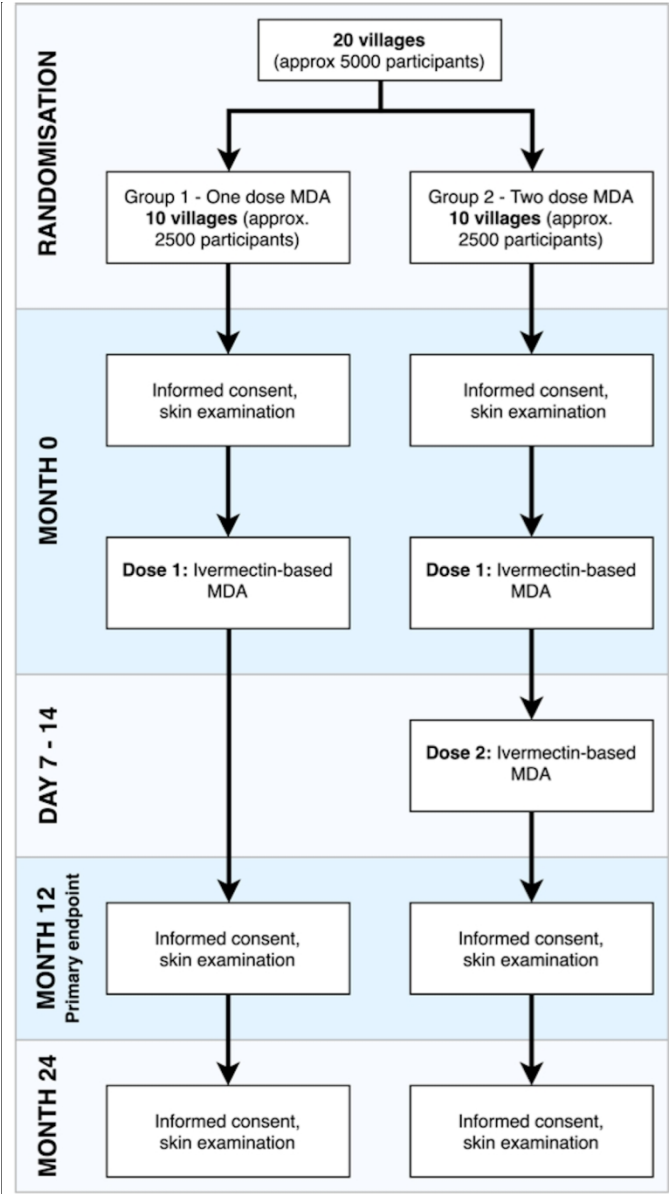 20 villages
(approx 5000 participants)
RANDOMISATION
Group 1 - One dose MDA
10 villages (approx.
2500 participants)
Group 2 - Two dose MDA
10 villages (approx.
2500 participants)
MONTH 0
Informed consent,
skin examination
Informed consent,
skin examination
Dose 1: Ivermectin-based
MDA
Dose 1: Ivermectin-based
MDA
DAY 7 - 14
Dose 2: Ivermectin-based
MDA
MONTH 12
Primary endpoint
Informed consent,
skin examination
Informed consent,
skin examination
MONTH 24
Informed consent,
skin examination
Informed consent,
skin examination